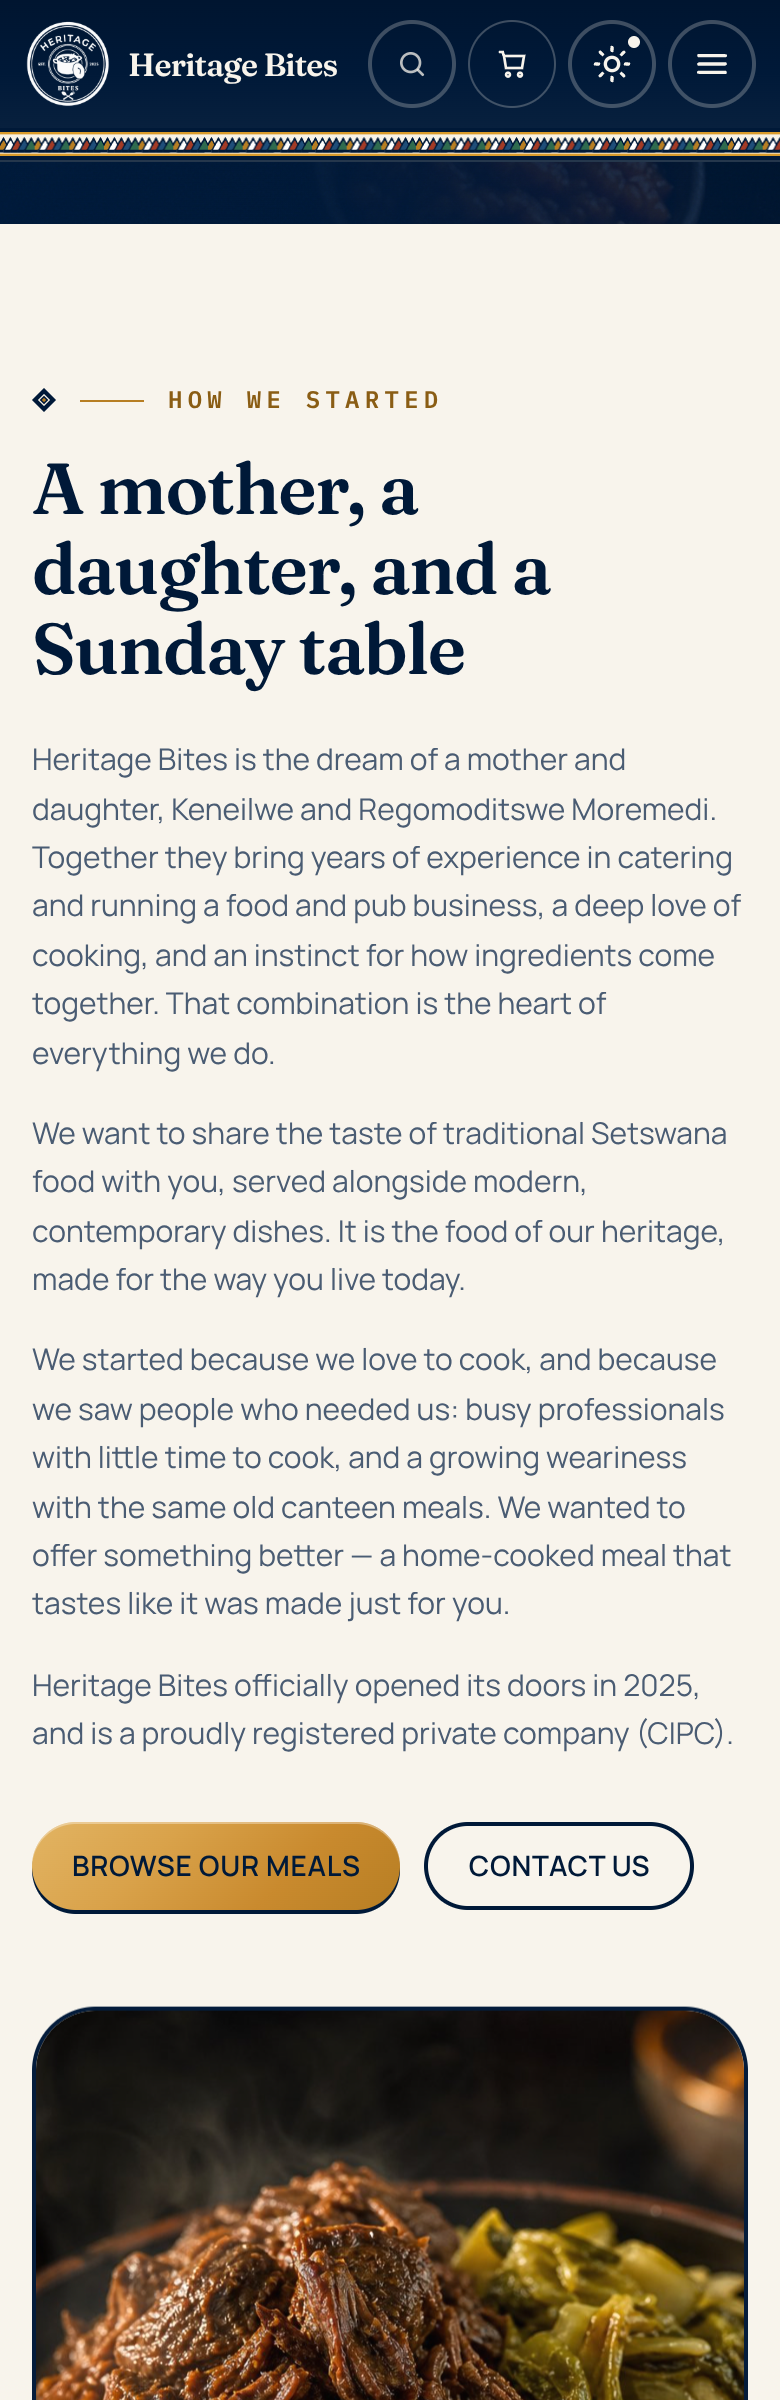 HERITAGE
BITES
Heritage Bites
HOW WE STARTED
A mother, a
daughter, and a
Sunday table
Heritage Bites is the dream of a mother and
daughter, Keneilwe and Regomoditswe Moremedi.
Together they bring years of experience in catering
and running a food and pub business, a deep love of
cooking, and an instinct for how ingredients come
together. That combination is the heart of
everything we do.
We want to share the taste of traditional Setswana
food with you, served alongside modern,
contemporary dishes. It is the food of our heritage,
made for the way you live today.
We started because we love to cook, and because
we saw people who needed us: busy professionals
with little time to cook, and a growing weariness
with the same old canteen meals. We wanted to
offer something better — a home-cooked meal that
tastes like it was made just for you.
Heritage Bites officially opened its doors in 2025,
and is a proudly registered private company (CIPC).
BROWSE OUR MEALS
CONTACT US